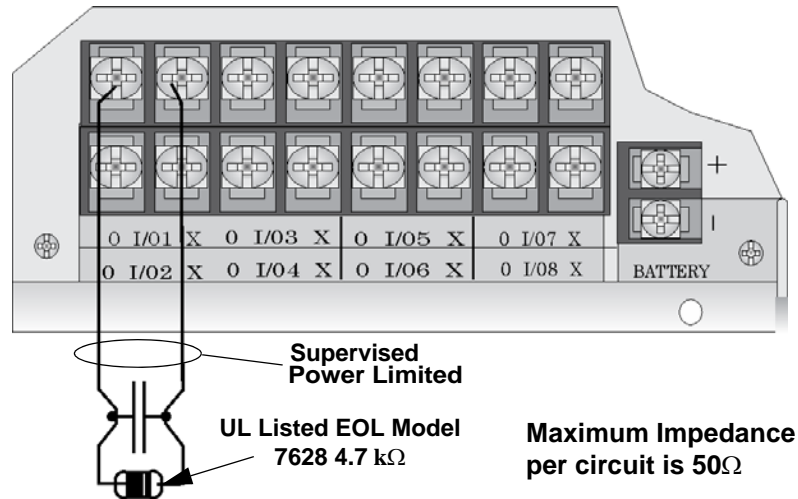 +
−
0 I/01 X 0 I/03 X 0 I/05 X 0 I/07 X
0 I/02 X 0 I/04 X 0 I/06 X 0 I/08 X
BATTERY
Supervised
Power Limited
UL Listed EOL Model
7628 4.7 kΩ
Maximum Impedance
per circuit is 50Ω